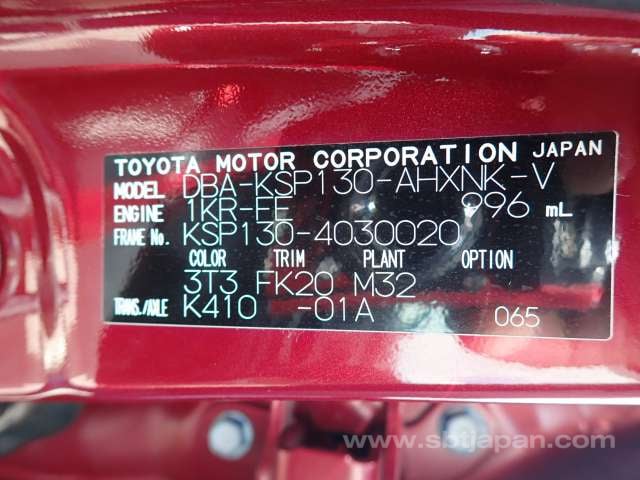 TOYOTA MOTOR CORPORATION JAPAN
MODEL DBA-KSP130-AHXNK-V
ENGINE 1KR-FE 996 mL
FRAME No. KSP130-4030020
COLOR TRIM PLANT OPTION
3T3 FK20 M32
TRANS./AXLE K410 -01A 065
www.sbtjapan.com